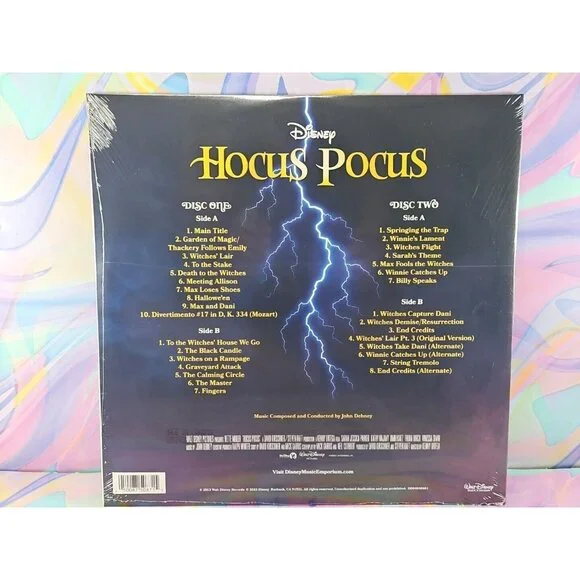 Disney
Hocus Pocus
Disc One
Side A
1. Main Title
2. Garden of Magic/
Thackery Follows Emily
3. Witches' Lair
4. To the Stake
5. Death to the Witches
6. Meeting Allison
7. Max Loses Shoes
8. Hallowe'en
9. Max and Dani
10. Divertimento #17 in D, K. 334 (Mozart)
Side B
1. To the Witches' House We Go
2. The Black Candle
3. Witches on a Rampage
4. Graveyard Attack
5. The Calming Circle
6. The Master
7. Fingers
Disc Two
Side A
1. Springing the Trap
2. Winnie's Lament
3. Witches Flight
4. Sarah's Theme
5. Max Fools the Witches
6. Winnie Catches Up
7. Billy Speaks
Side B
1. Witches Capture Dani
2. Witches Demise/Resurrection
3. End Credits
4. Witches' Lair Pt. 3 (Original Version)
5. Witches Take Dani (Alternate)
6. Winnie Catches Up (Alternate)
7. String Tremolo
8. End Credits (Alternate)
Music Composed and Conducted by John Debney
Visit DisneyMusicEmporium.com
Walt Disney